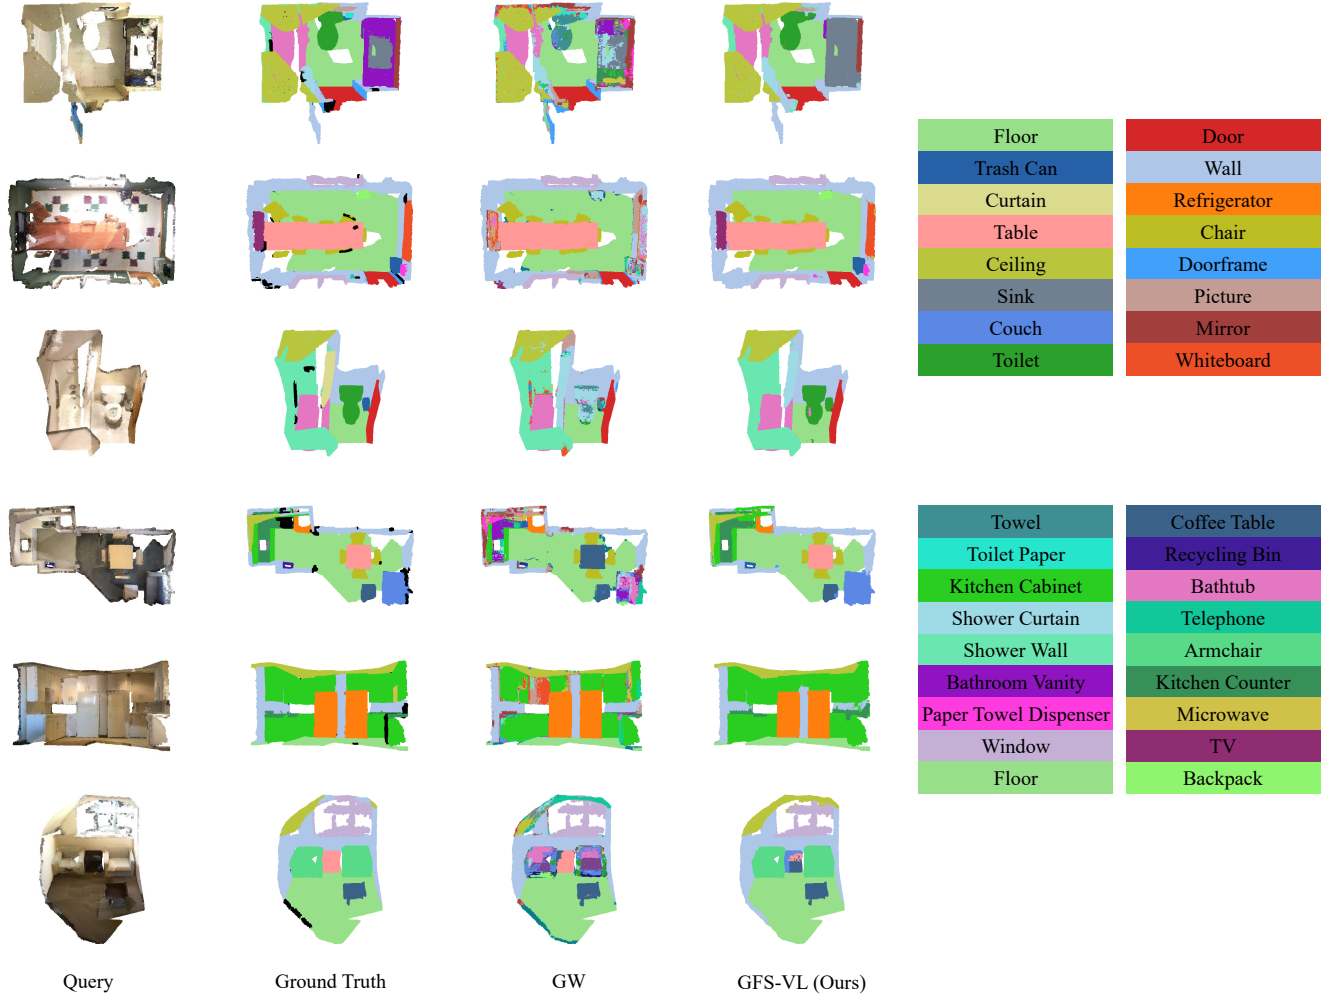 Floor Door
Trash Can Wall
Curtain Refrigerator
Table Chair
Ceiling Doorframe
Sink Picture
Couch Mirror
Toilet Whiteboard
Towel Coffee Table
Toilet Paper Recycling Bin
Kitchen Cabinet Bathtub
Shower Curtain Telephone
Shower Wall Armchair
Bathroom Vanity Kitchen Counter
Paper Towel Dispenser Microwave
Window TV
Floor Backpack
Query Ground Truth GW GFS-VL (Ours)